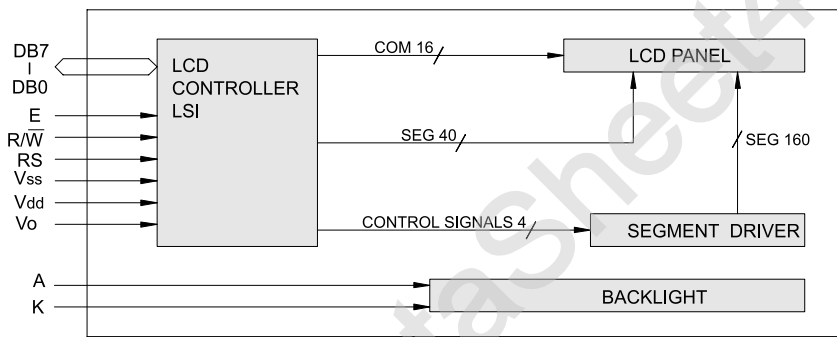 DB7
DB0
E
R/W̅
RS
Vss
Vdd
Vo
A
K
LCD
CONTROLLER
LSI
COM 16
SEG 40
CONTROL SIGNALS 4
LCD PANEL
SEG 160
SEGMENT DRIVER
BACKLIGHT
taSheet4